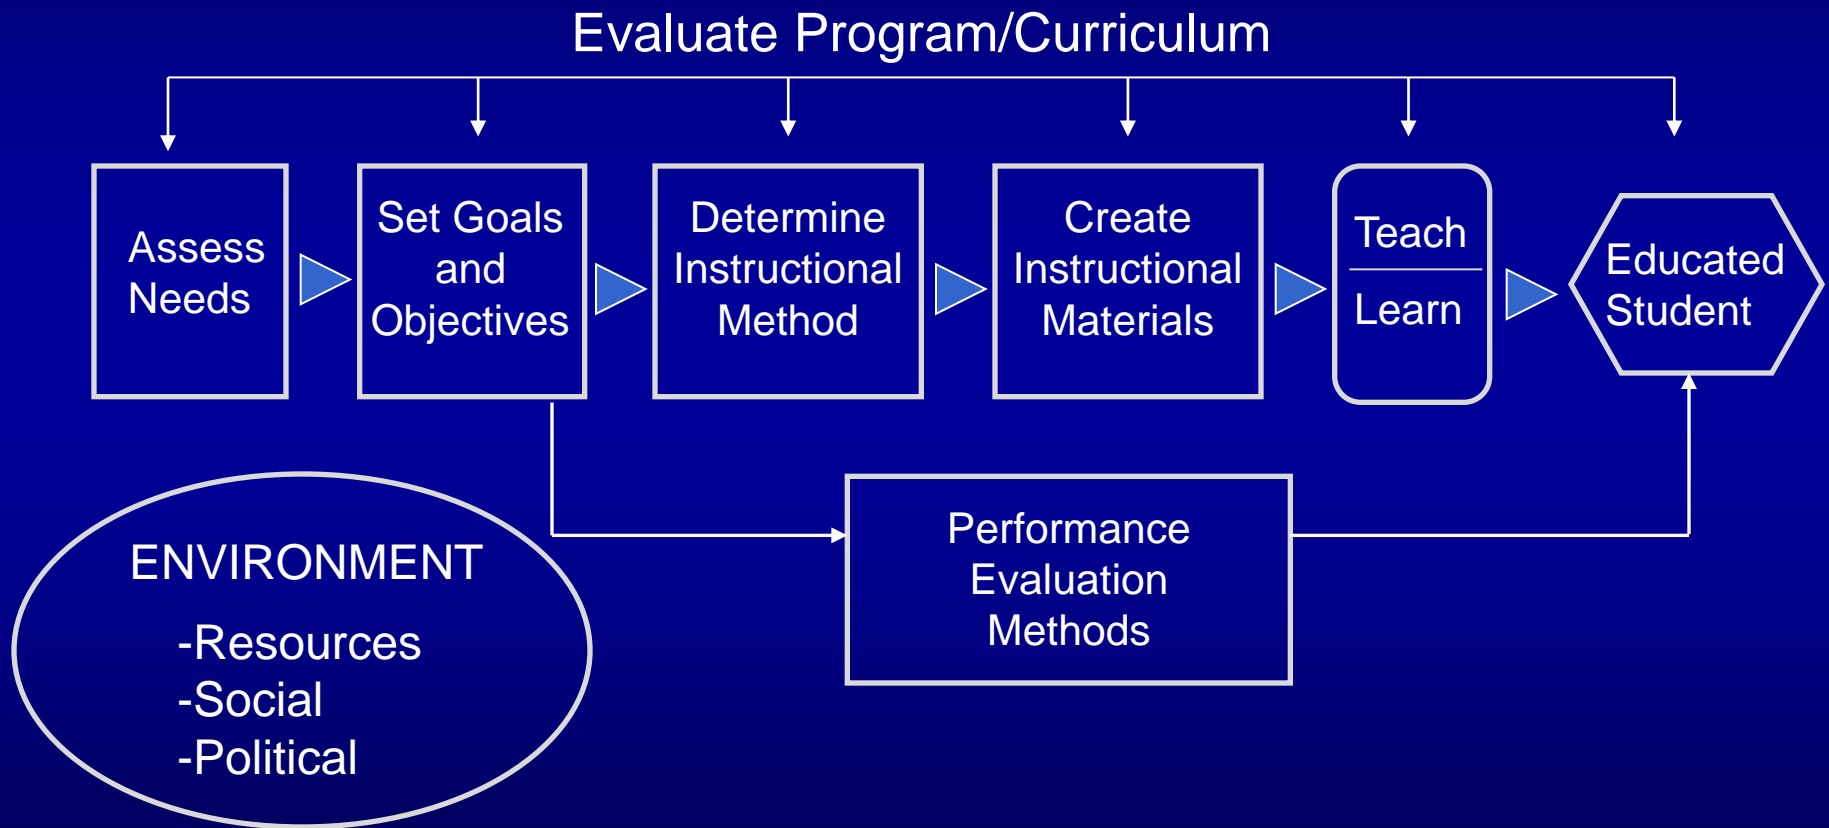 Evaluate Program/Curriculum
Assess
Needs
Set Goals
and
Objectives
Determine
Instructional
Method
Create
Instructional
Materials
Teach
Learn
Educated
Student
Performance
Evaluation
Methods
ENVIRONMENT
-Resources
-Social
-Political